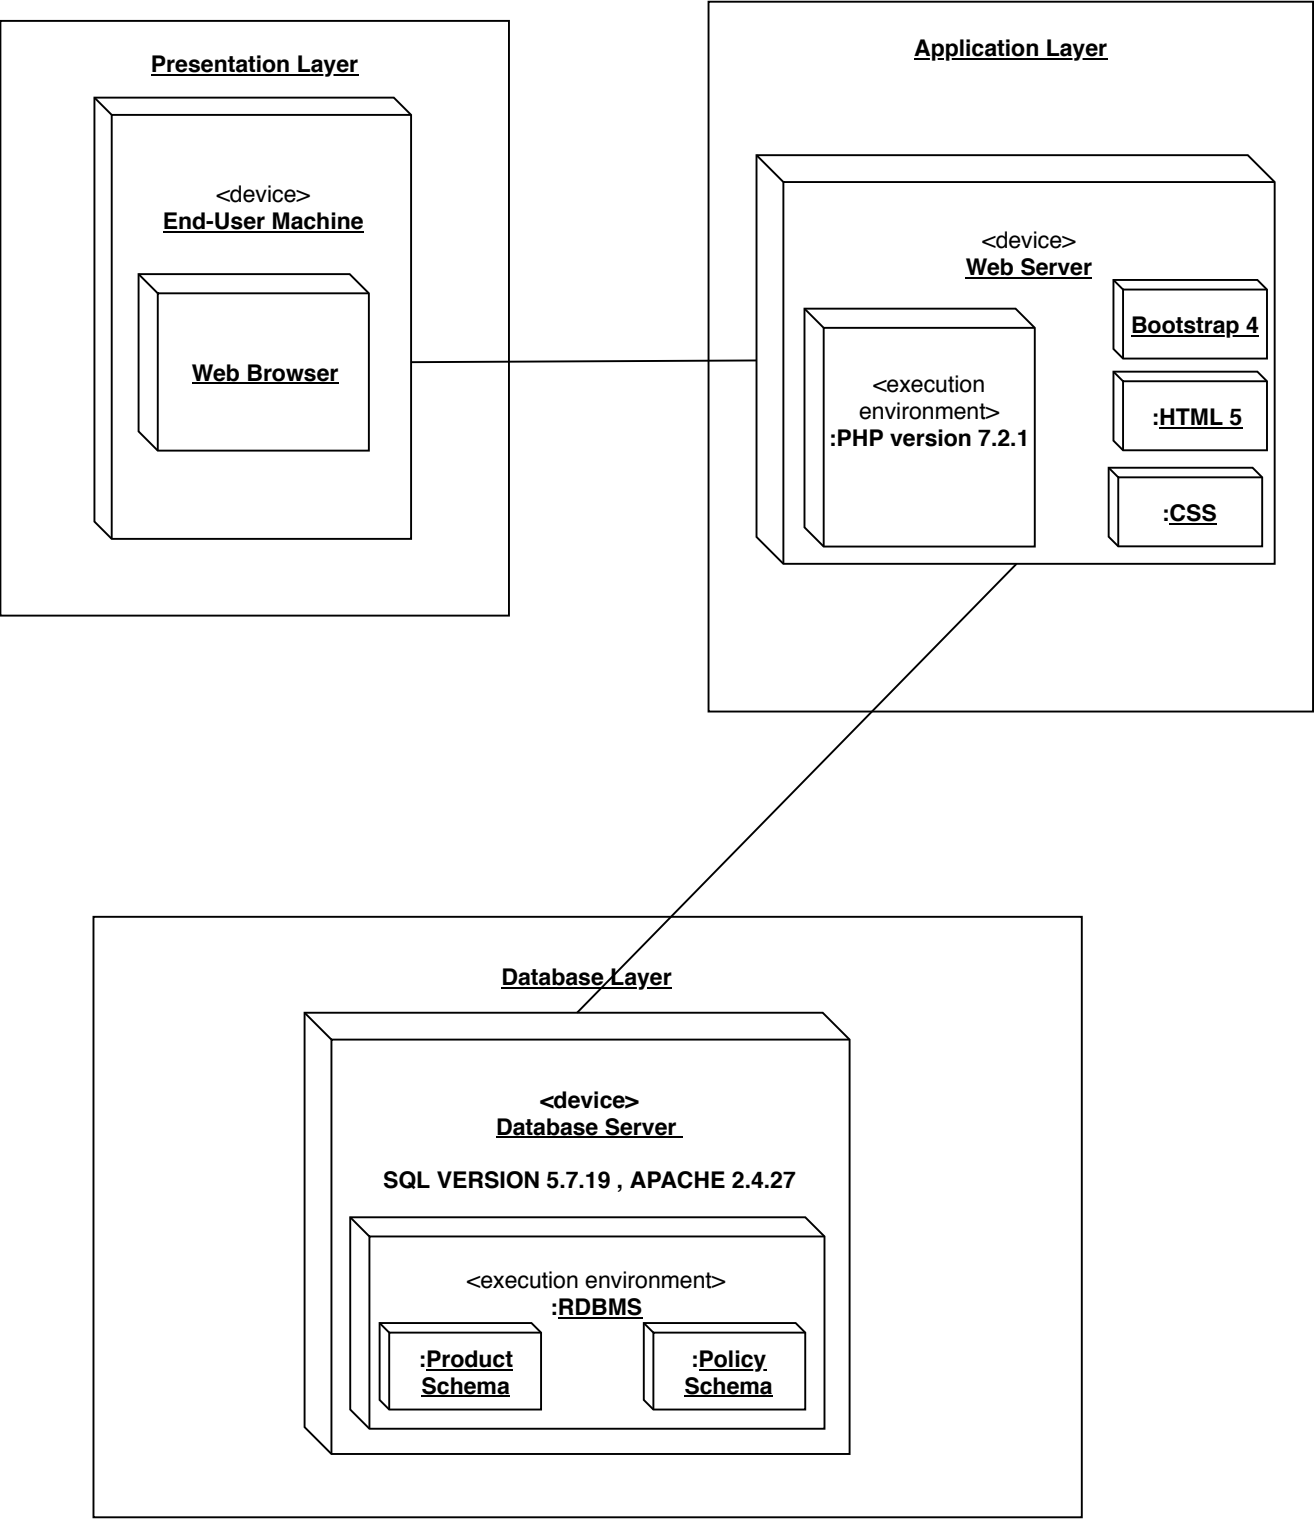 Presentation Layer
<device>
End-User Machine
Web Browser
Application Layer
<device>
Web Server
<execution
environment>
:PHP version 7.2.1
Bootstrap 4
:HTML 5
:CSS
Database Layer
<device>
Database Server
SQL VERSION 5.7.19 , APACHE 2.4.27
<execution environment>
:RDBMS
:Product
Schema
:Policy
Schema